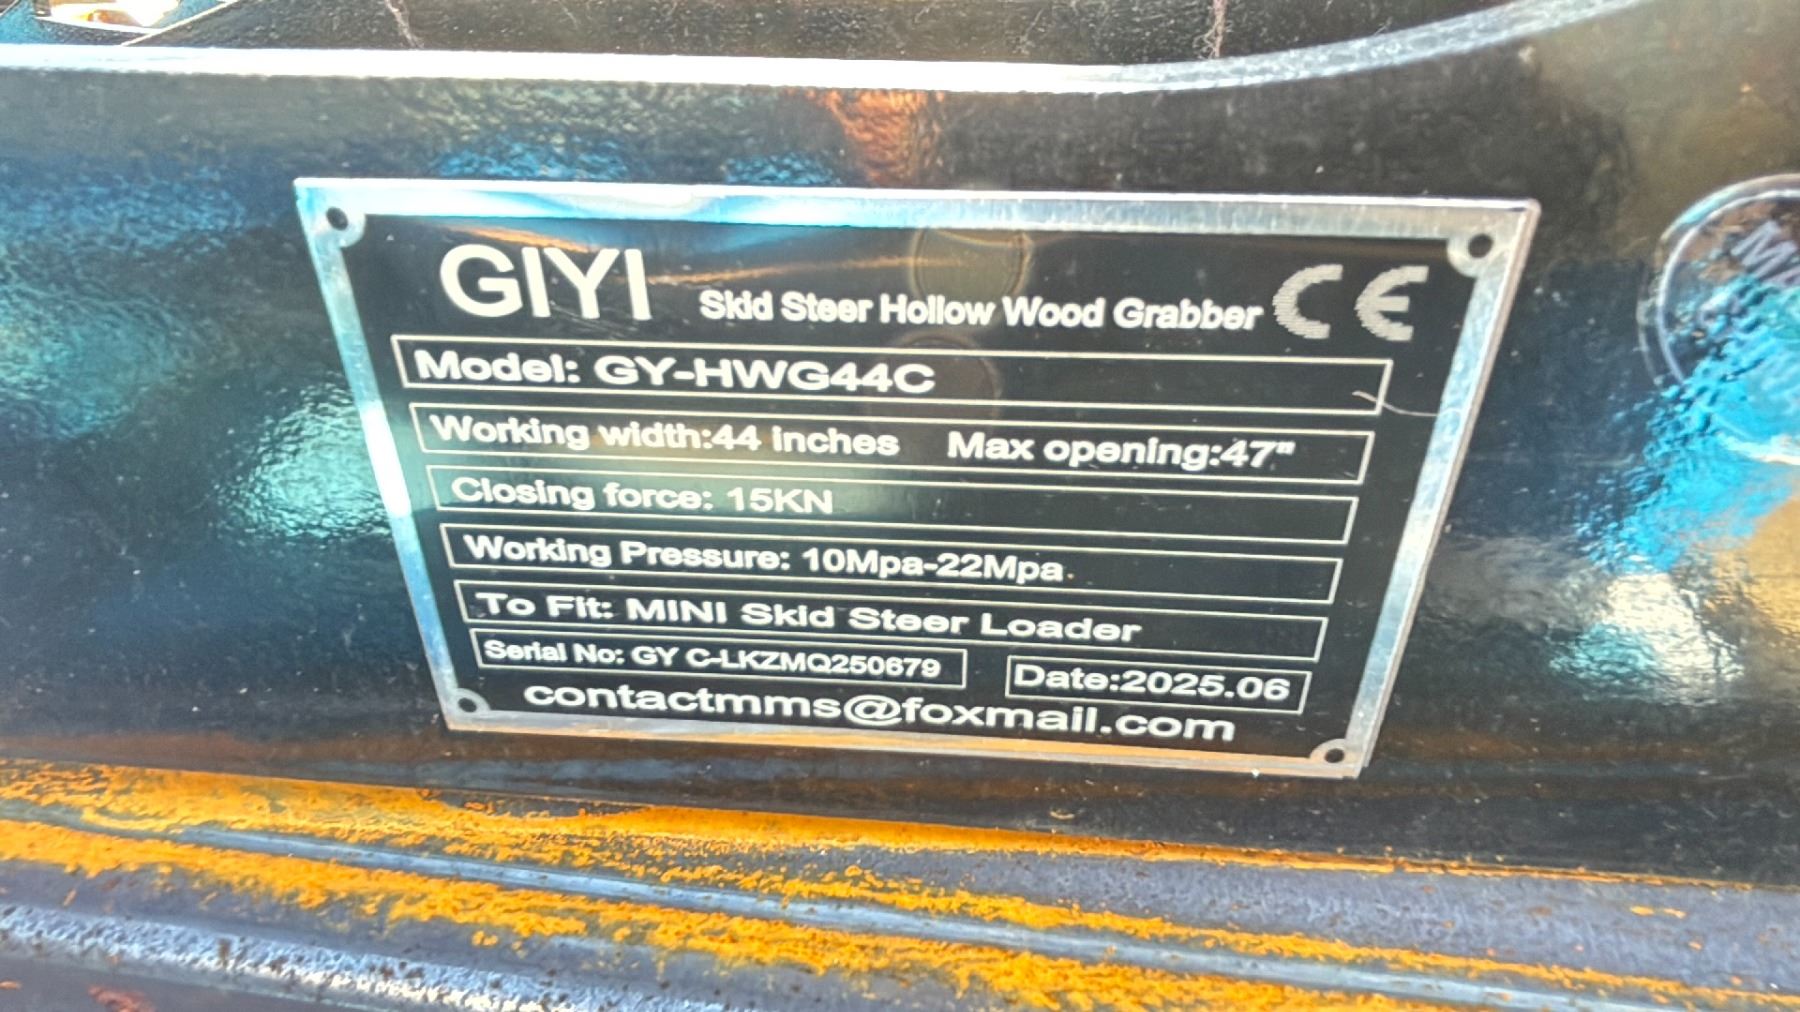 GIYI Skid Steer Hollow Wood Grabber CE
Model: GY-HWG44C
Working width:44 inches Max opening:47"
Closing force: 15KN
Working Pressure: 10Mpa-22Mpa
To Fit: MINI Skid Steer Loader
Serial No: GY C-LKZMQ250679 Date:2025.06
contactmms@foxmail.com